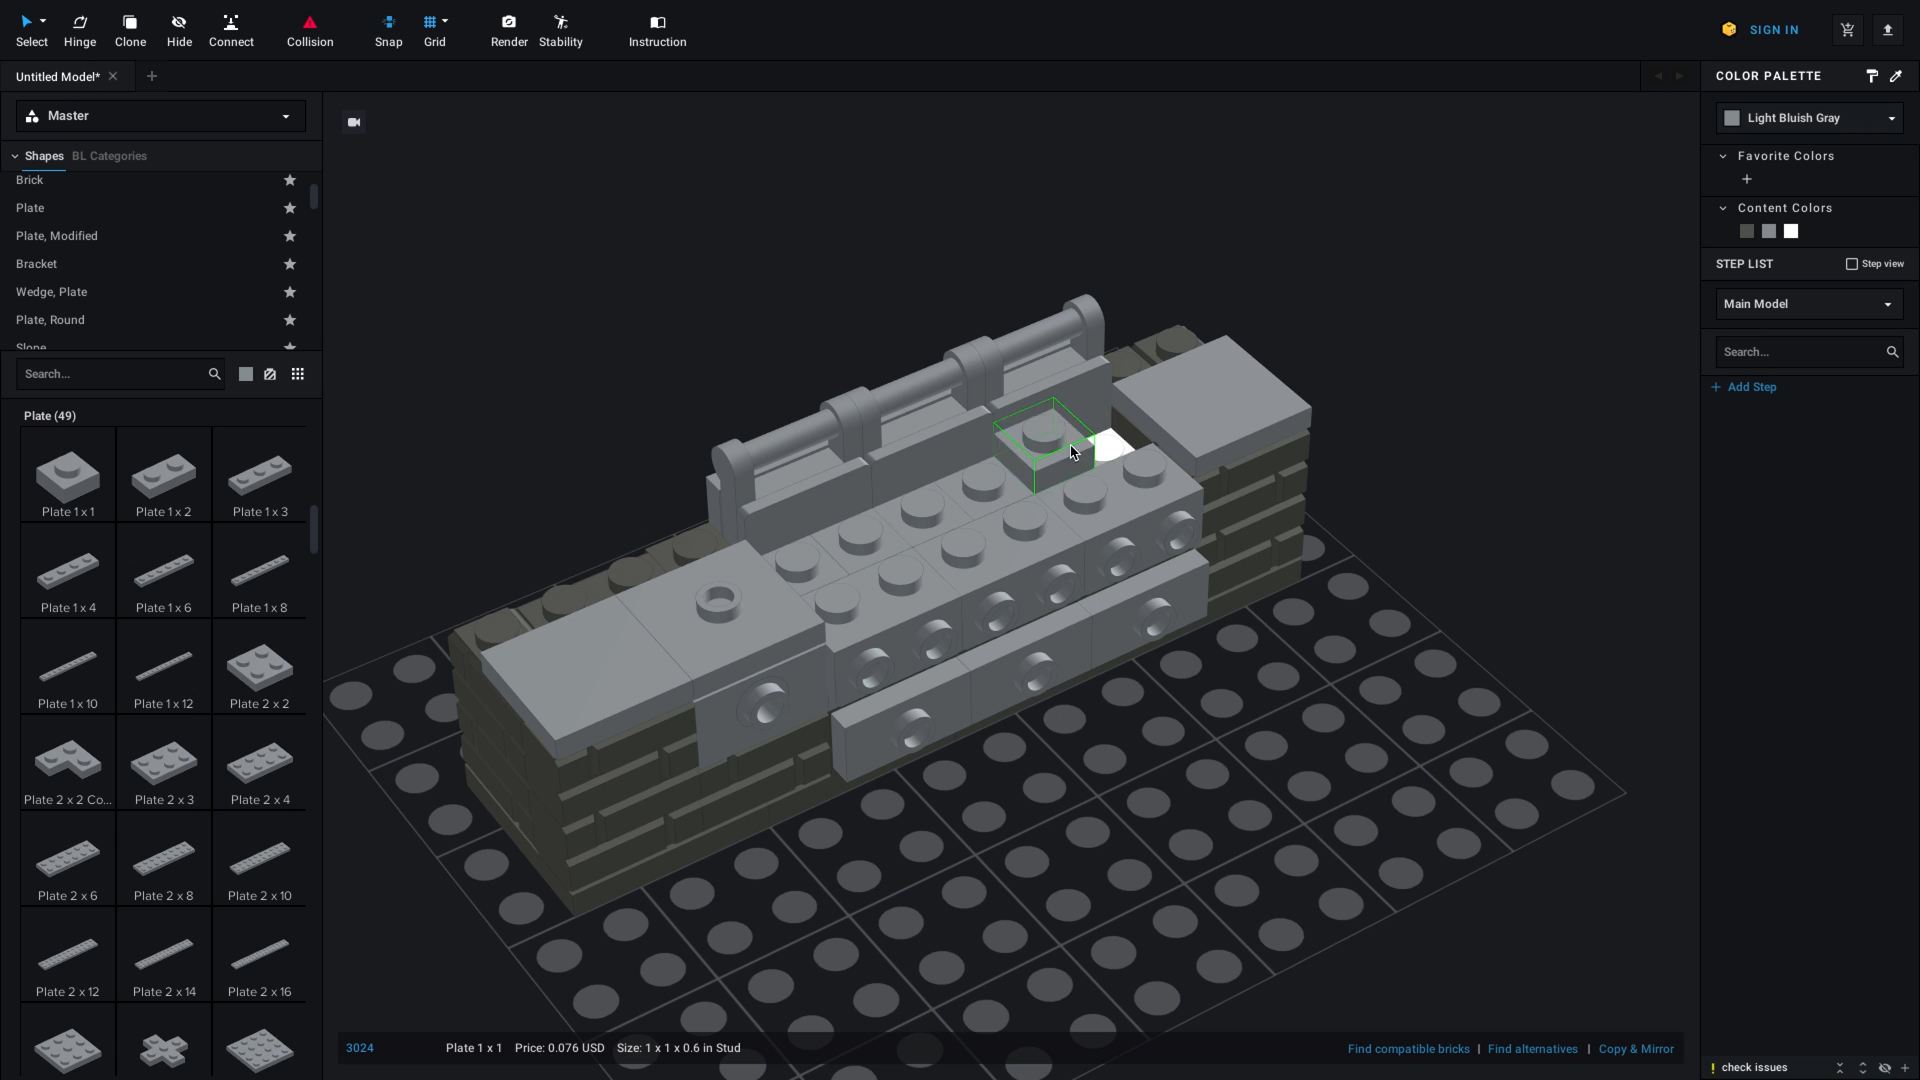 Select
Hinge
Clone
Hide
Connect
Collision
Snap
Grid
Render
Stability
Instruction
SIGN IN
Untitled Model*
COLOR PALETTE
Master
Light Bluish Gray
Shapes BL Categories
Favorite Colors
Brick
Plate
Content Colors
Plate, Modified
Bracket
STEP LIST
Step view
Wedge, Plate
Main Model
Plate, Round
Slope
Search...
Search...
Add Step
Plate (49)
Plate 1 x 1
Plate 1 x 2
Plate 1 x 3
Plate 1 x 4
Plate 1 x 6
Plate 1 x 8
Plate 1 x 10
Plate 1 x 12
Plate 2 x 2
Plate 2 x 2 Co...
Plate 2 x 3
Plate 2 x 4
Plate 2 x 6
Plate 2 x 8
Plate 2 x 10
Plate 2 x 12
Plate 2 x 14
Plate 2 x 16
3024
Plate 1 x 1 Price: 0.076 USD Size: 1 x 1 x 0.6 in Stud
Find compatible bricks | Find alternatives | Copy & Mirror
! check issues